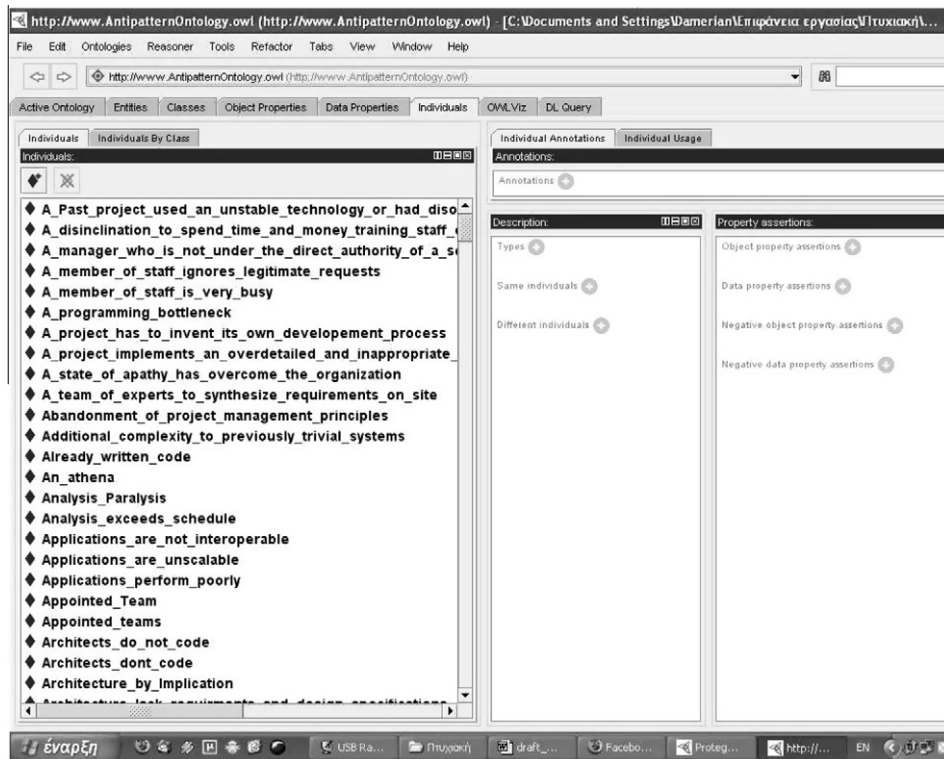 http://www.AntipatternOntology.owl (http://www.AntipatternOntology.owl) - [C:\Documents and Settings\Damerian\Επιφάνεια εργασίας\Πτυχιακή\...
File Edit Ontologies Reasoner Tools Refactor Tabs View Window Help
http://www.AntipatternOntology.owl (http://www.AntipatternOntology.owl)
Active Ontology Entities Classes Object Properties Data Properties Individuals OWLViz DL Query
Individuals Individuals By Class
Individuals:
A_Past_project_used_an_unstable_technology_or_had_diso
A_disinclination_to_spend_time_and_money_training_staff_
A_manager_who_is_not_under_the_direct_authority_of_a_s
A_member_of_staff_ignores_legitimate_requests
A_member_of_staff_is_very_busy
A_programming_bottleneck
A_project_has_to_invent_its_own_developement_process
A_project_implements_an_overdetailed_and_inappropriate_
A_state_of_apathy_has_overcome_the_organization
A_team_of_experts_to_synthesize_requirements_on_site
Abandonment_of_project_management_principles
Additional_complexity_to_previously_trivial_systems
Already_written_code
An_athena
Analysis_Paralysis
Analysis_exceeds_schedule
Applications_are_not_interoperable
Applications_are_unscalable
Applications_perform_poorly
Appointed_Team
Appointed_teams
Architects_do_not_code
Architects_dont_code
Architecture_by_Implication
Architecture_lack_requirments_and_design_specifications
Individual Annotations Individual Usage
Annotations:
Annotations
Description:
Types
Same individuals
Different individuals
Property assertions:
Object property assertions
Data property assertions
Negative object property assertions
Negative data property assertions
έναρξη USB Ra... Πτυχιακή draft_... Facebo... Proteg... http://... EN